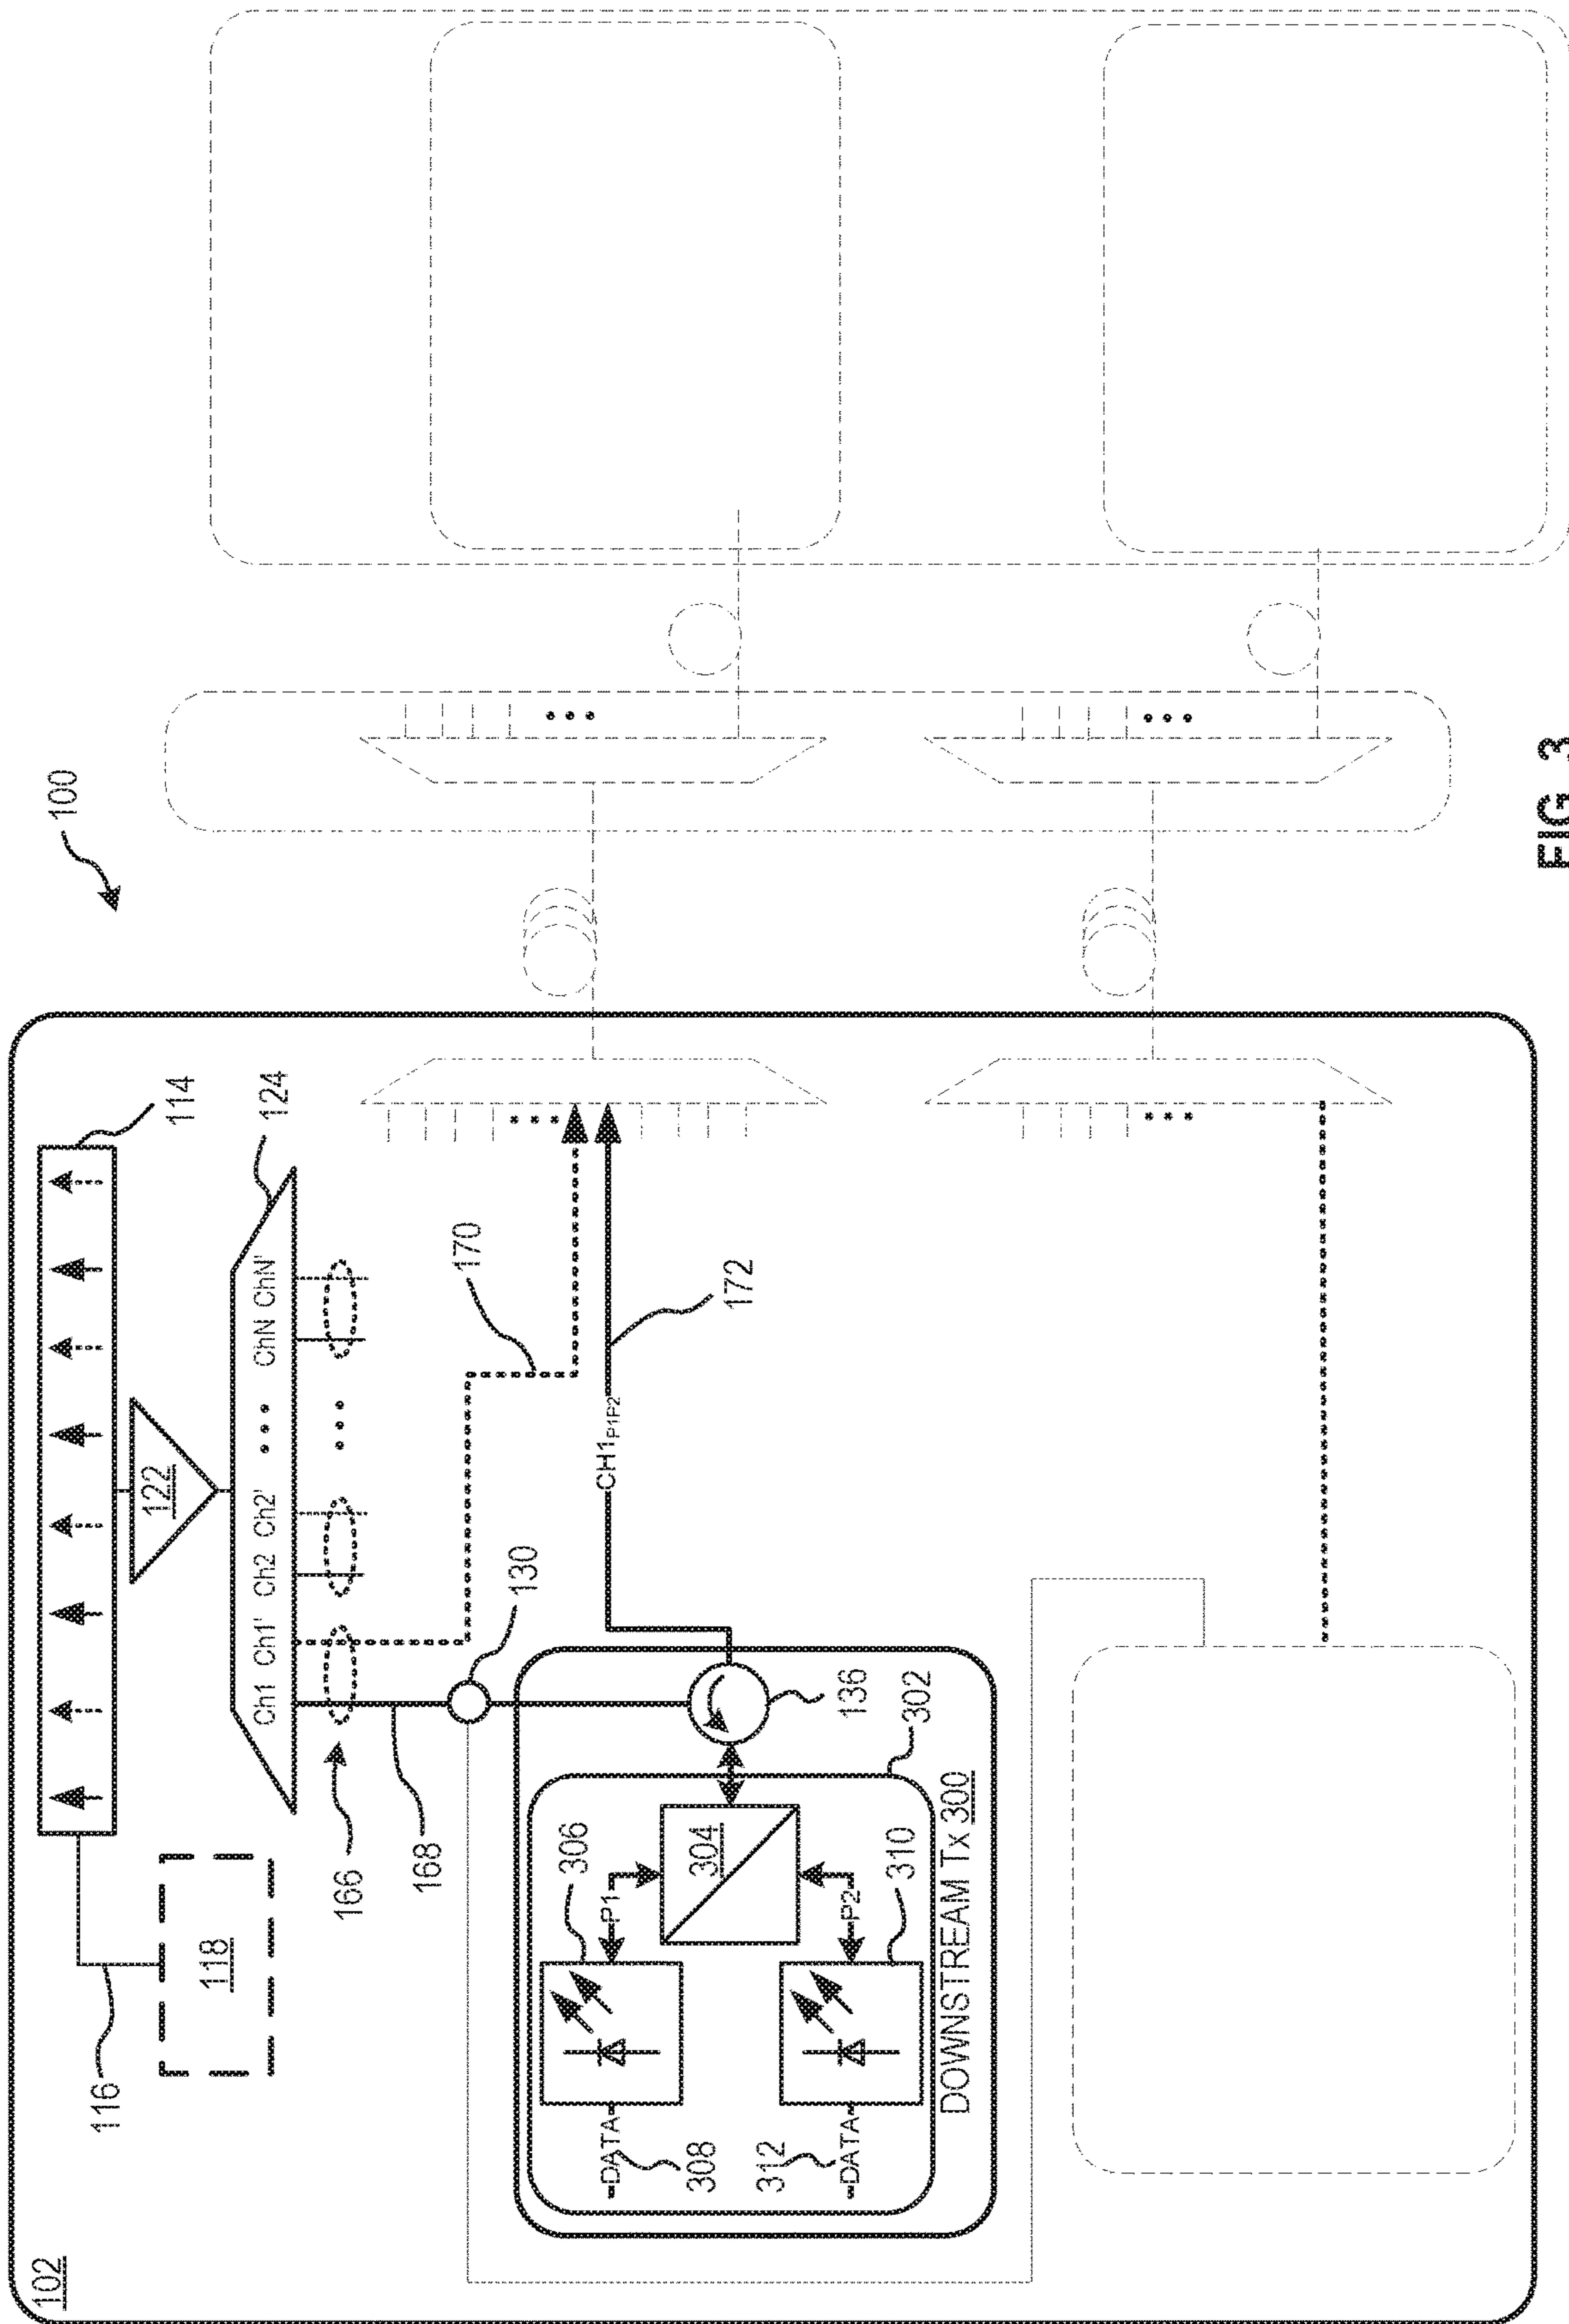 102
100
116
118
114
122
124
Ch1 Ch1' Ch2 Ch2' ••• ChN ChN'
166
168
130
170
172
CH1P1P2
136
302
304
306
P1
DATA
308
310
P2
DATA
312
DOWNSTREAM Tx 300
FIG. 3